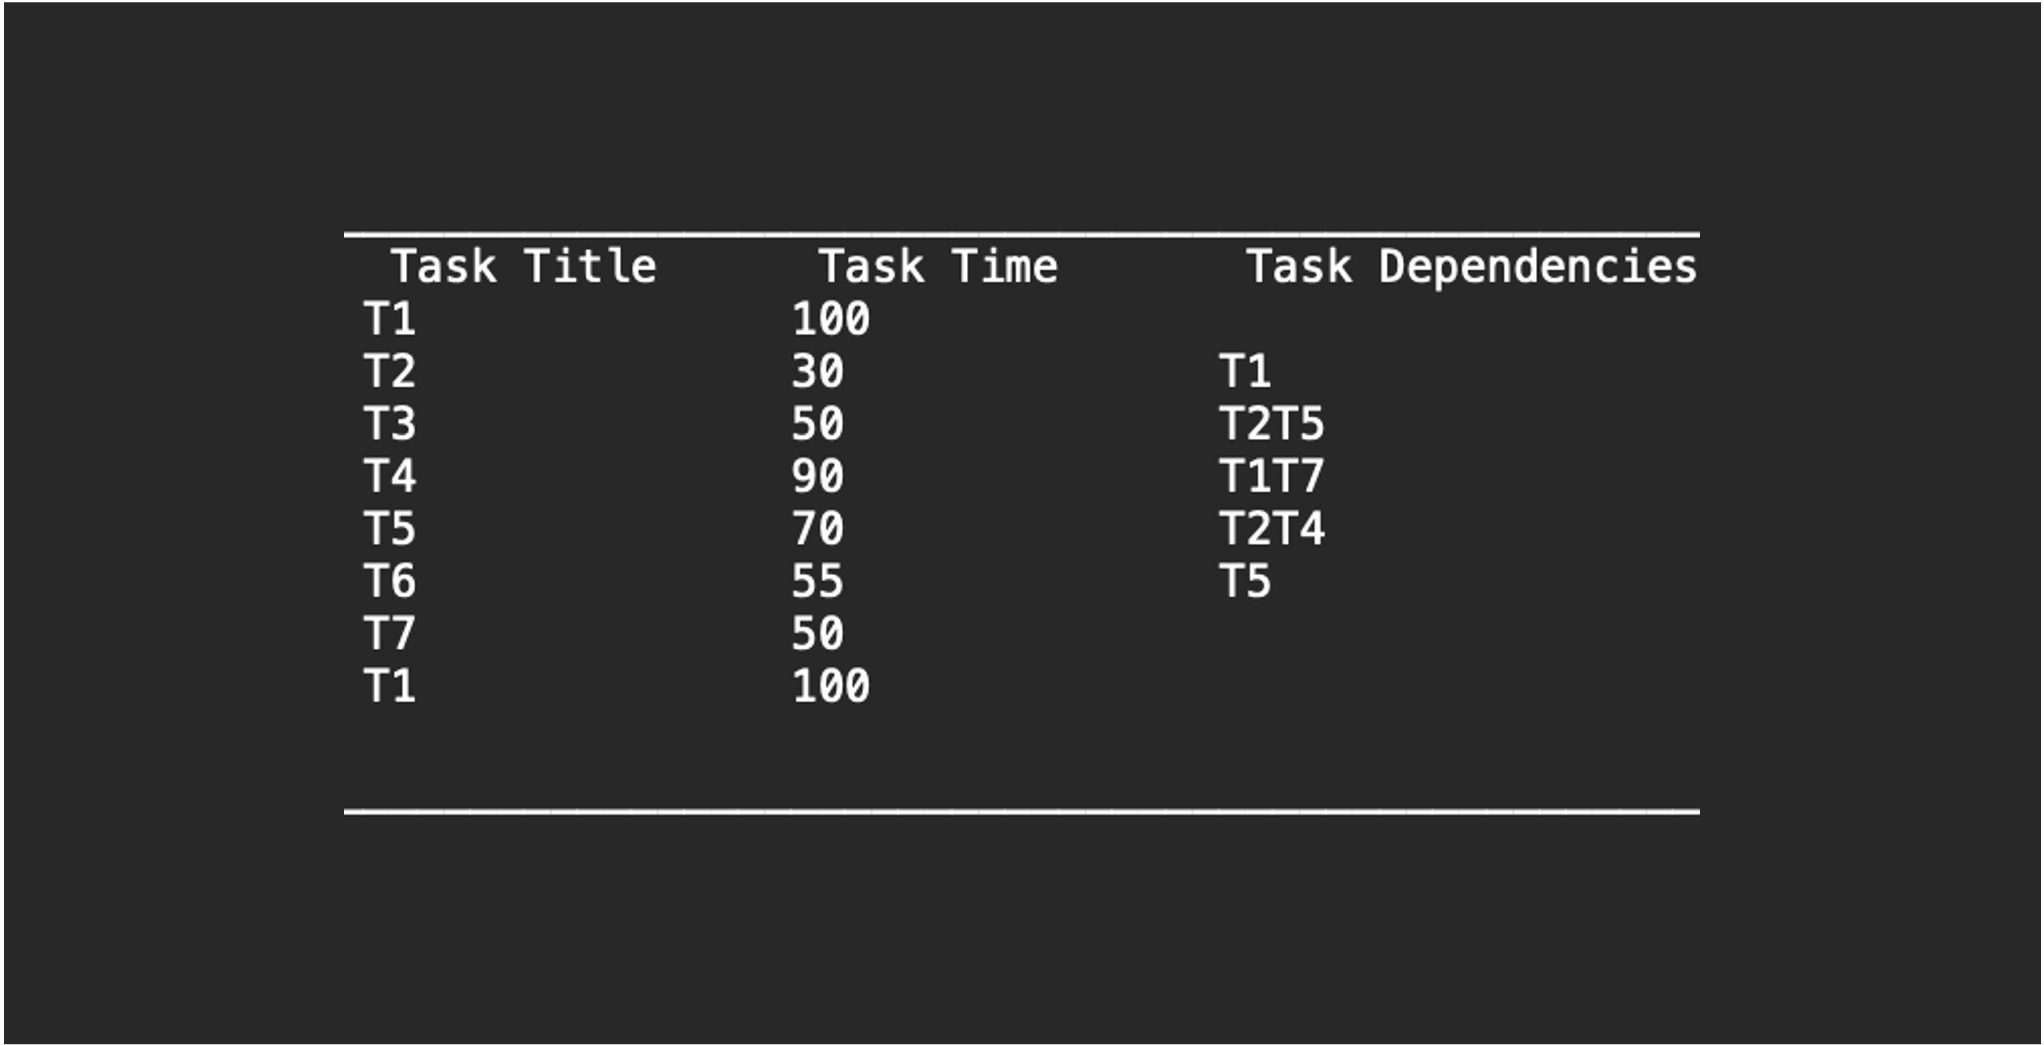 Task Title Task Time Task Dependencies
T1 100
T2 30 T1
T3 50 T2T5
T4 90 T1T7
T5 70 T2T4
T6 55 T5
T7 50
T1 100